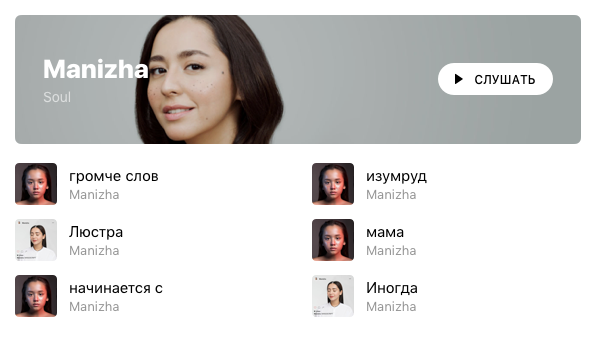 Manizha
Soul
СЛУШАТЬ
громче слов
Manizha
изумруд
Manizha
Люстра
Manizha
мама
Manizha
начинается с
Manizha
Иногда
Manizha